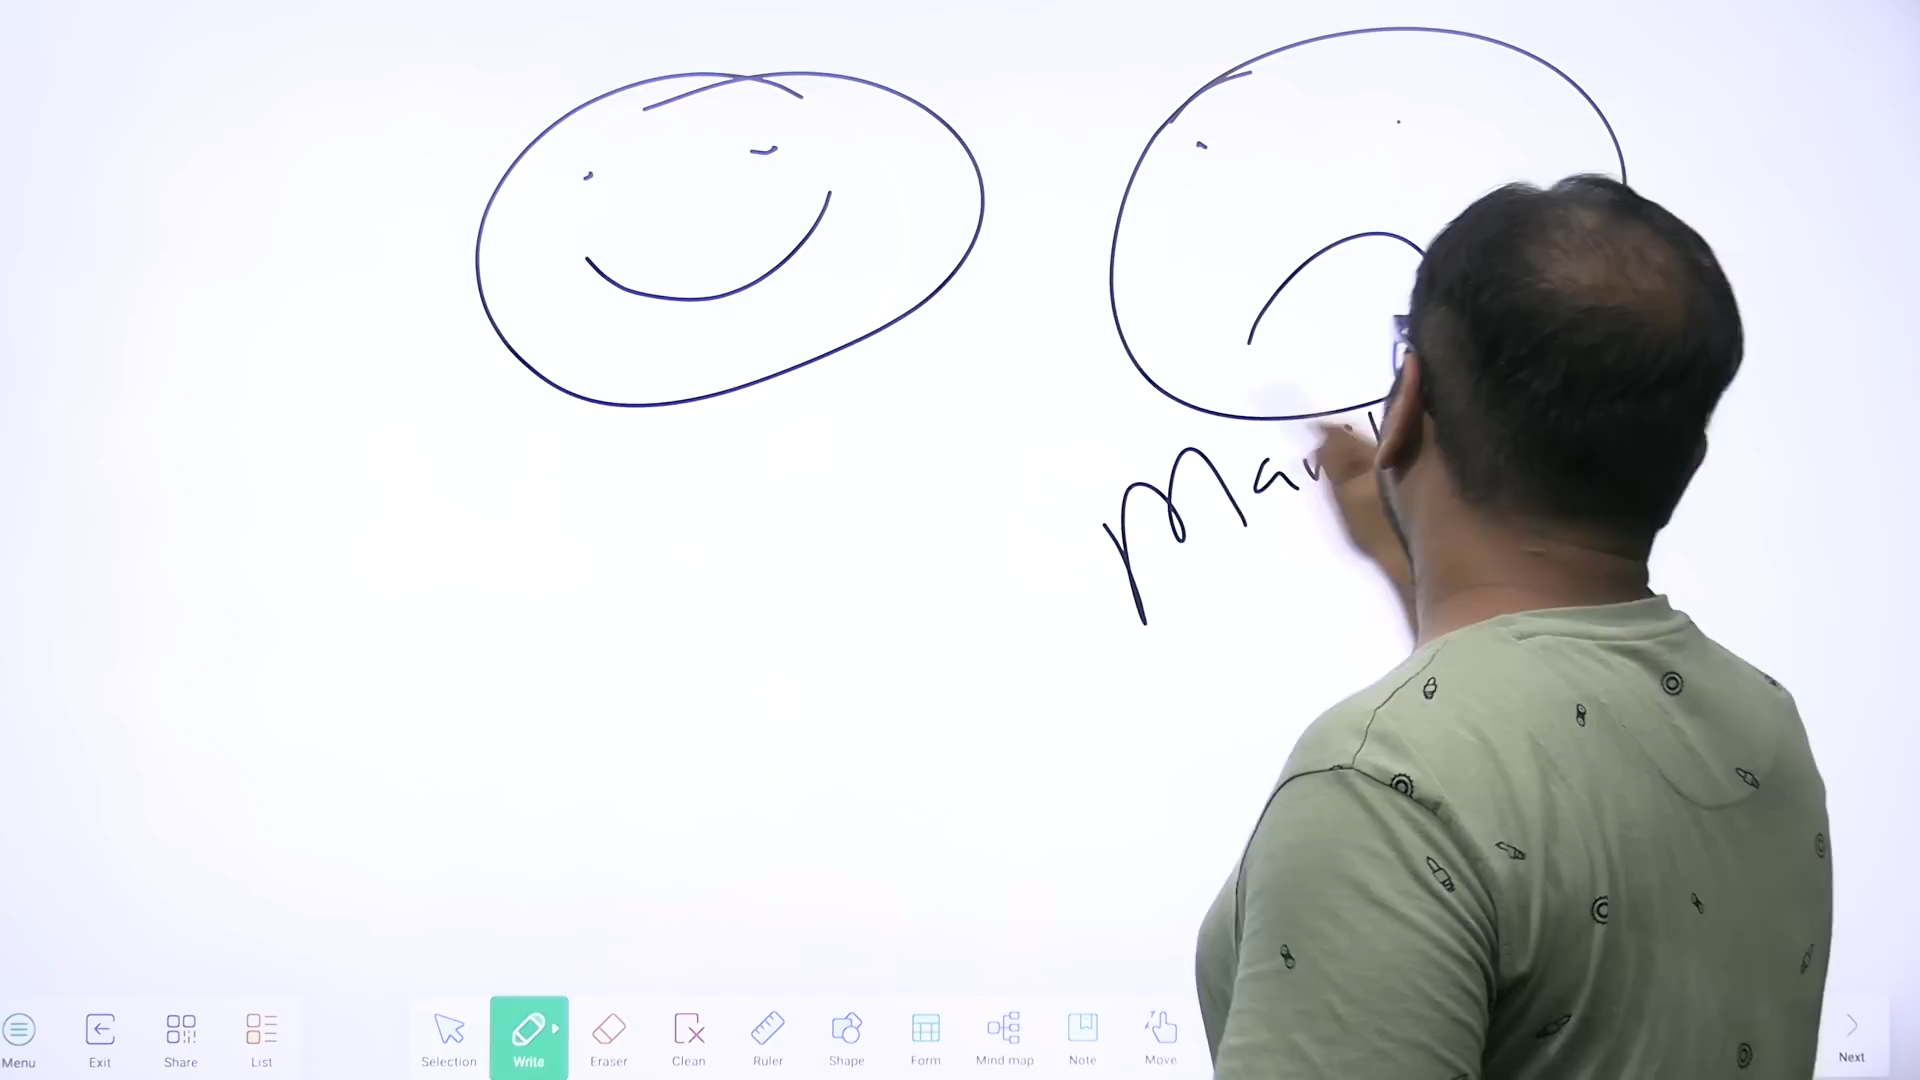 Menu
Exit
Share
List
Selection
Write
Eraser
Clean
Ruler
Shape
Form
Mind map
Note
Move
Next